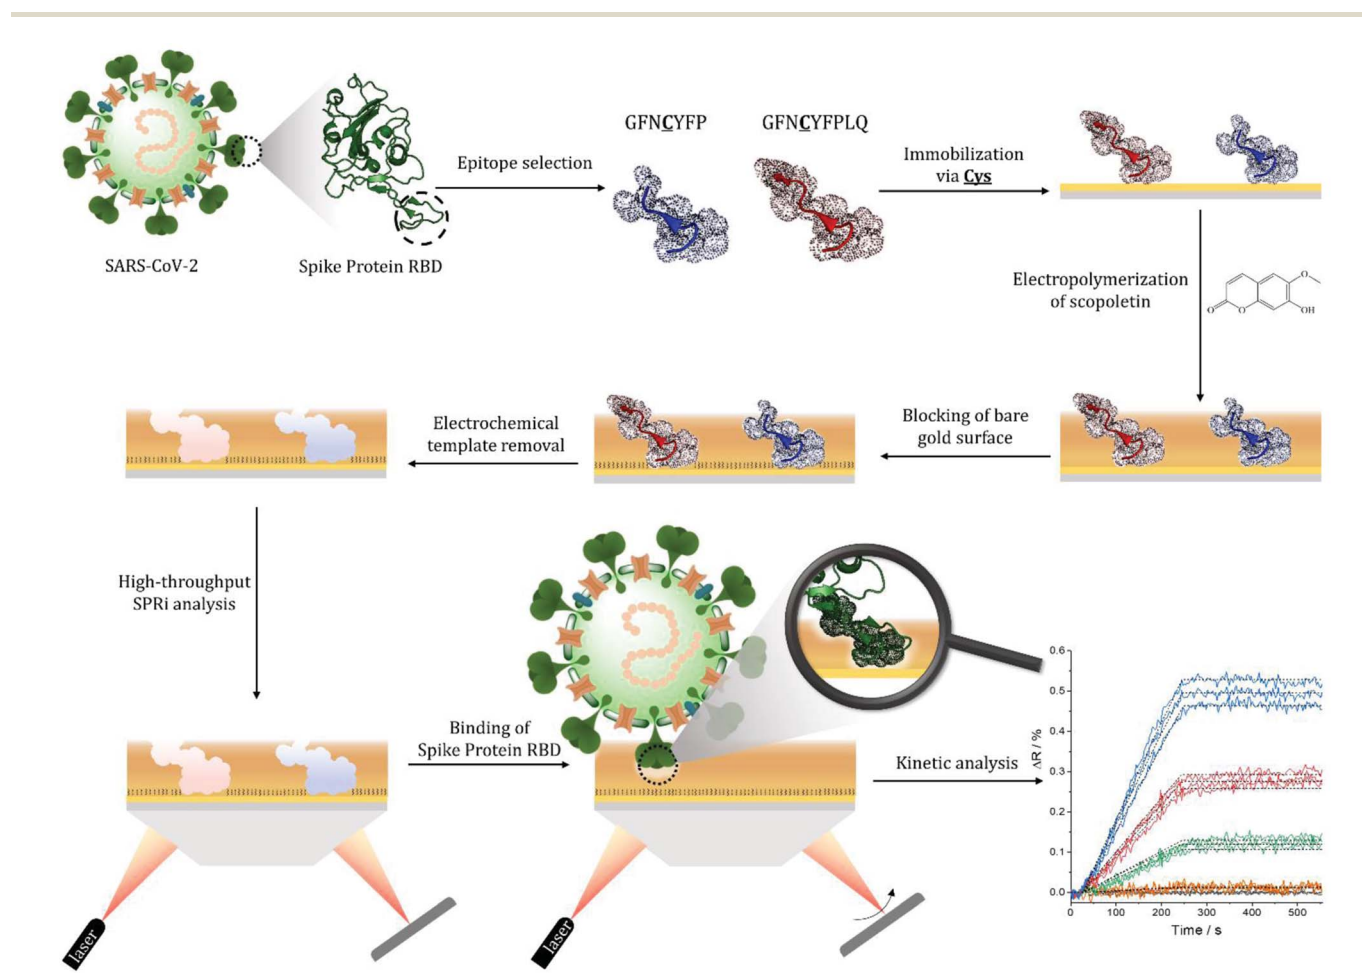 GFNCYFP
GFNCYFPLQ
Epitope selection
Immobilization
via Cys
SARS-CoV-2
Spike Protein RBD
Electropolymerization
of scopoletin
O
O
O
OH
Electrochemical
template removal
Blocking of bare
gold surface
High-throughput
SPRi analysis
Binding of
Spike Protein RBD
Kinetic analysis
ΔR / %
0.6
0.5
0.4
0.3
0.2
0.1
0.0
0
100
200
300
400
500
Time / s
laser
laser